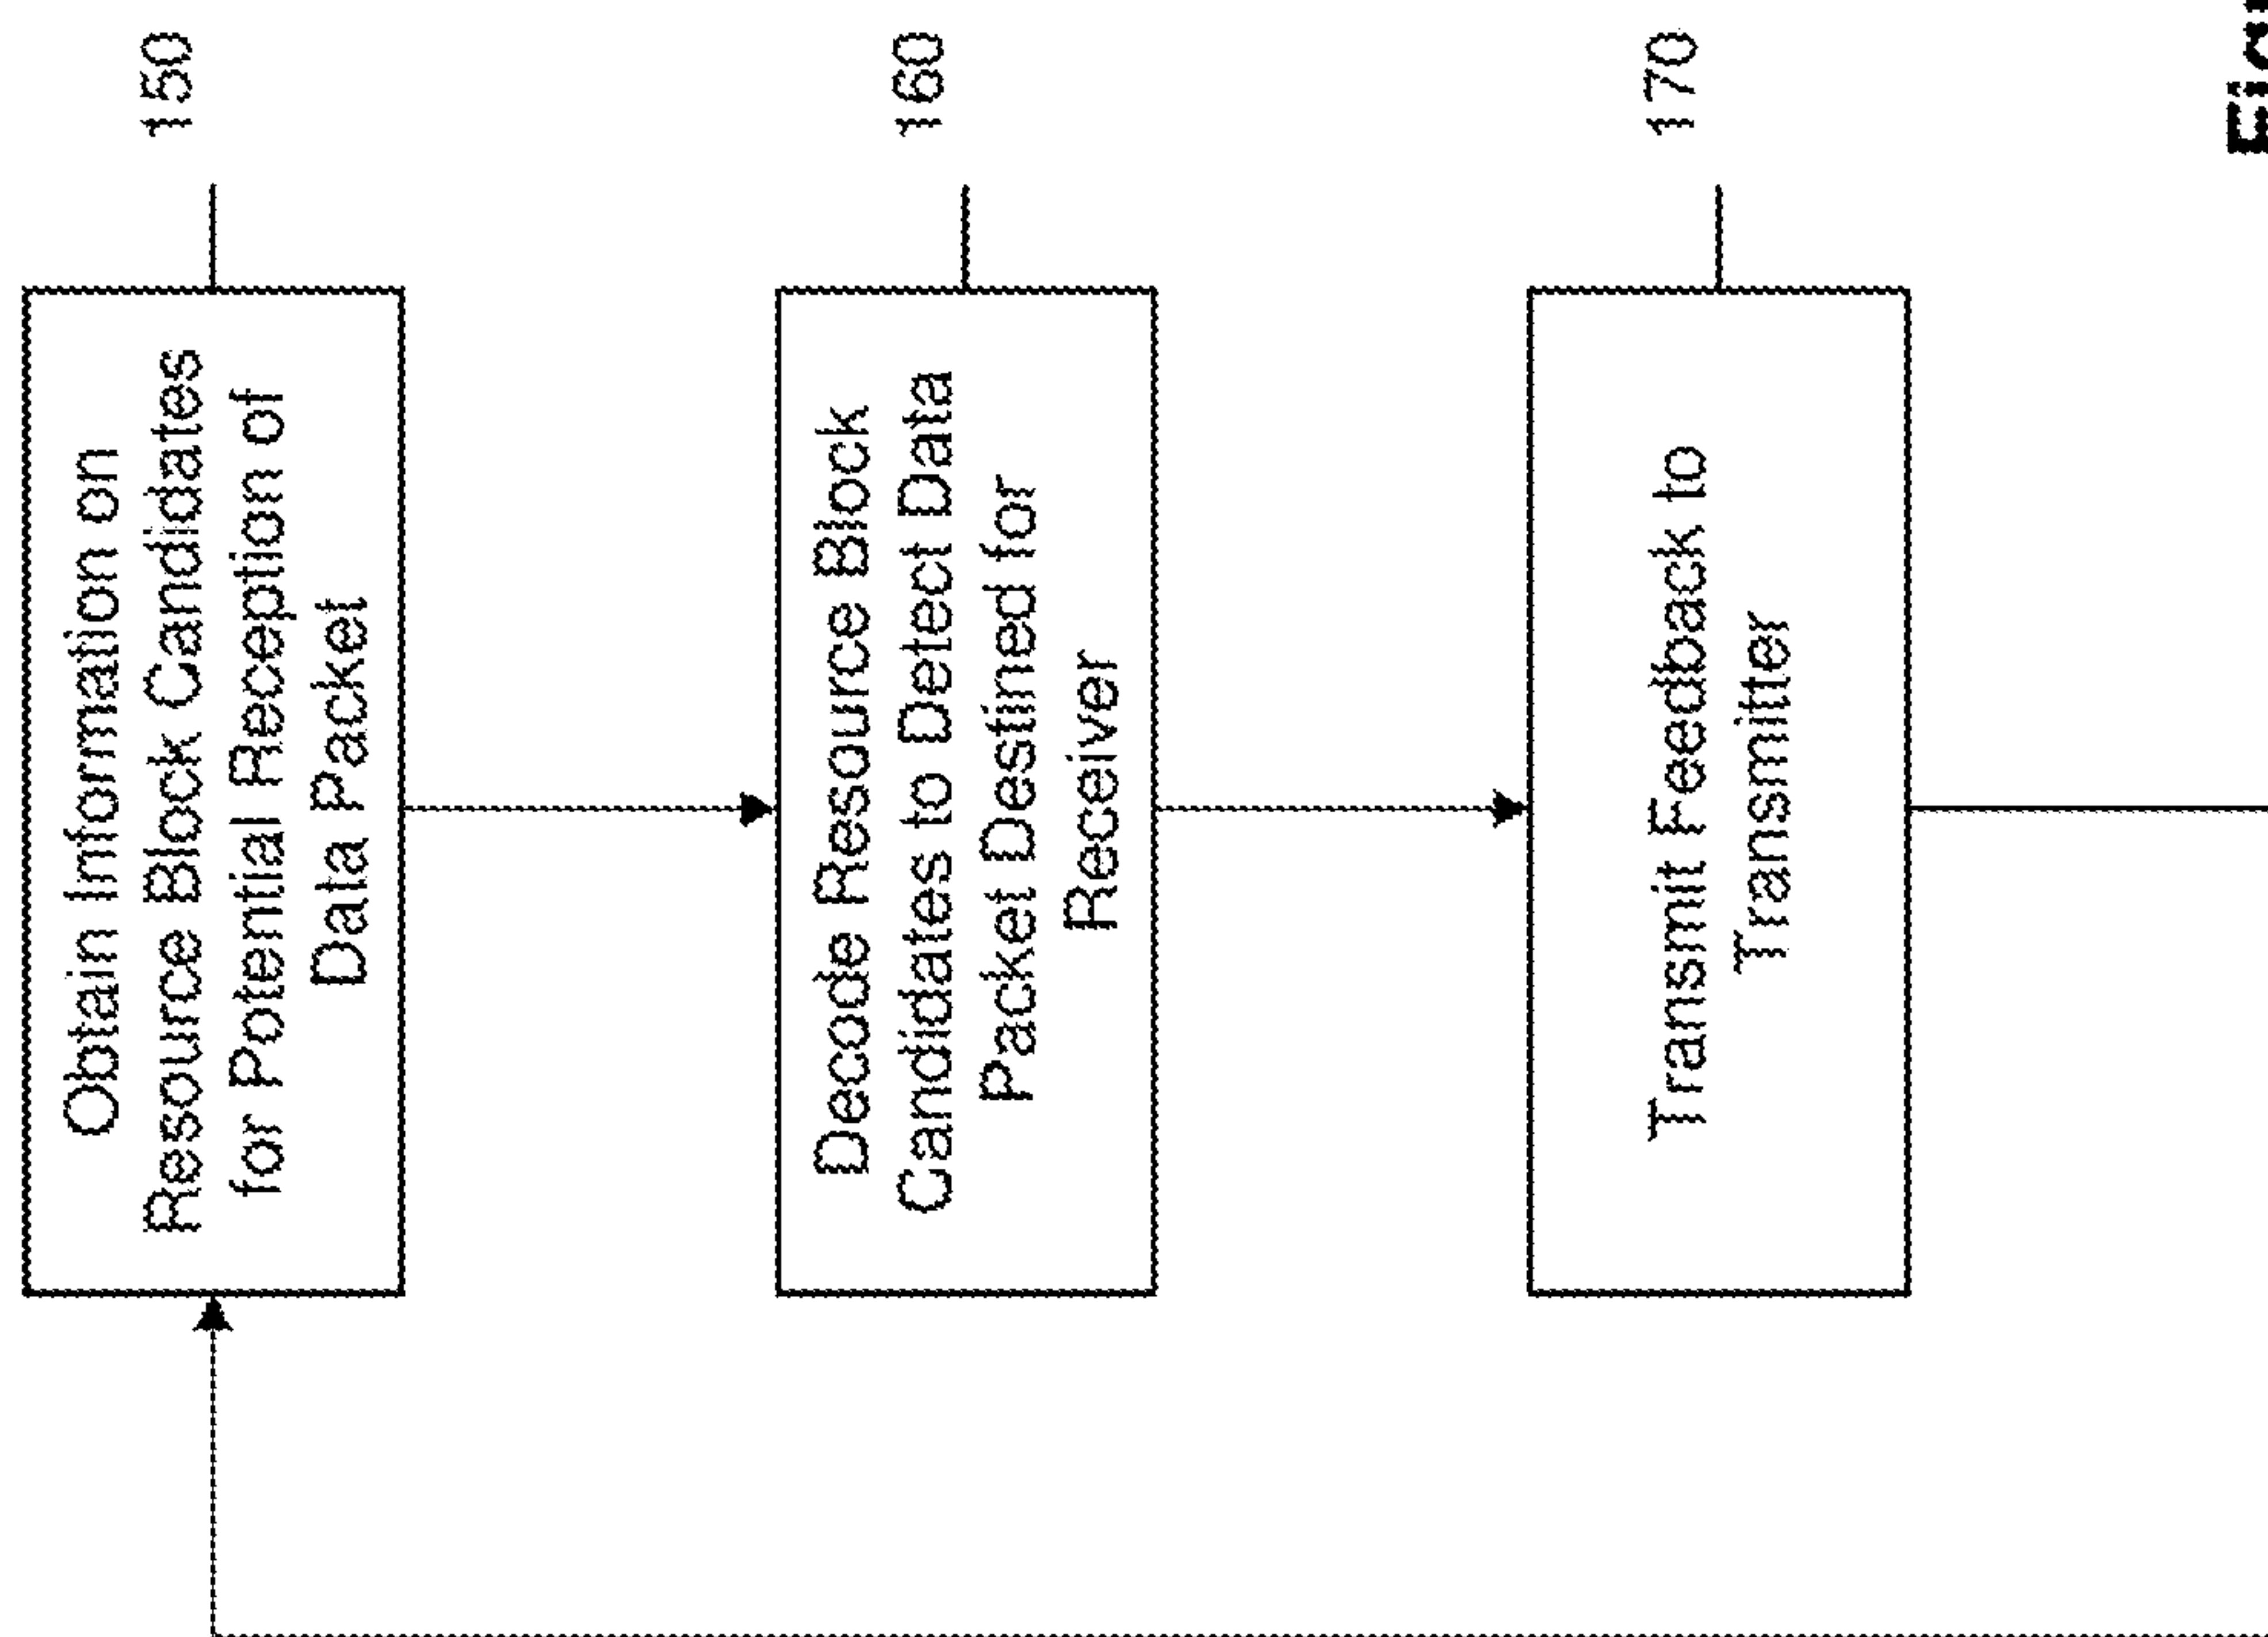 Obtain Information on
Resource Block Candidates
for Potential Reception of
Data Packet
150
Decode Resource Block
Candidates to Detect Data
Packet Destined for
Receiver
160
Transmit Feedback to
Transmitter
170